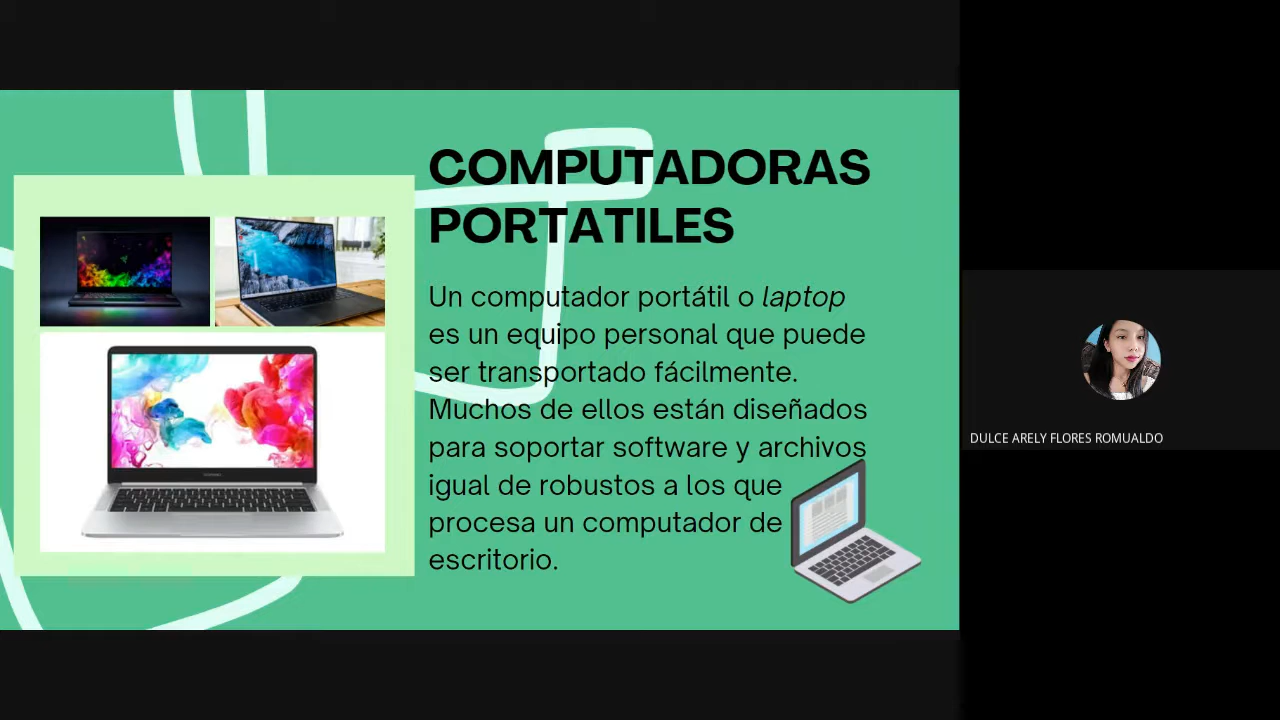 COMPUTADORAS
PORTATILES
Un computador portátil o laptop
es un equipo personal que puede
ser transportado fácilmente.
Muchos de ellos están diseñados
para soportar software y archivos
igual de robustos a los que
procesa un computador de
escritorio.
DULCE ARELY FLORES ROMUALDO